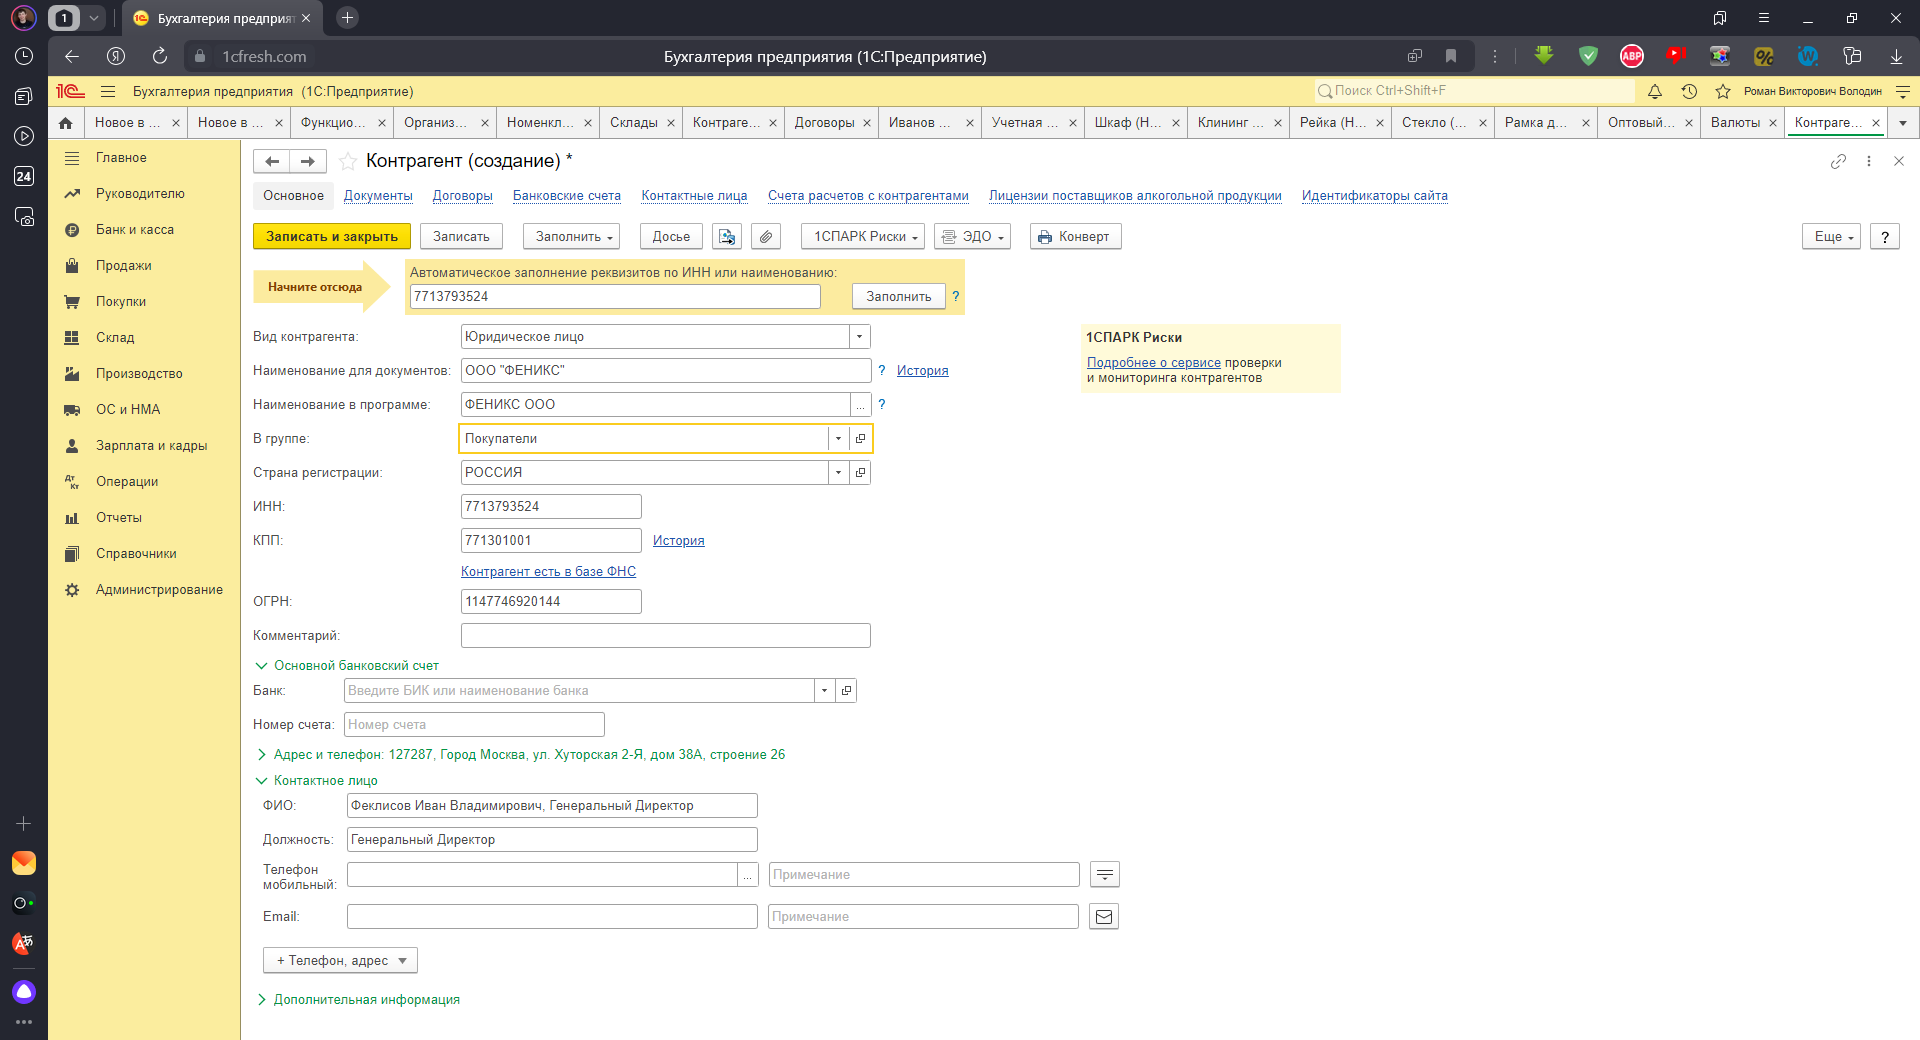 1
Бухгалтерия предприят
1cfresh.com
Бухгалтерия предприятия (1С:Предприятие)
ABP
24
1С
Бухгалтерия предприятия (1С:Предприятие)
Поиск Ctrl+Shift+F
Роман Викторович Володин
Новое в ...
Новое в ...
Функцио...
Организ...
Номенкл...
Склады
Контраге...
Договоры
Иванов ...
Учетная ...
Шкаф (Н...
Клининг ...
Рейка (Н...
Стекло (...
Рамка д...
Оптовый...
Валюты
Контраге...
Главное
Руководителю
Банк и касса
Продажи
Покупки
Склад
Производство
ОС и НМА
Зарплата и кадры
Операции
Отчеты
Справочники
Администрирование
Контрагент (создание) *
Основное Документы Договоры Банковские счета Контактные лица Счета расчетов с контрагентами Лицензии поставщиков алкогольной продукции Идентификаторы сайта
Записать и закрыть Записать Заполнить Досье 1СПАРК Риски ЭДО Конверт Еще ?
Начните отсюда
Автоматическое заполнение реквизитов по ИНН или наименованию:
7713793524 Заполнить ?
Вид контрагента: Юридическое лицо
Наименование для документов: ООО "ФЕНИКС" ? История
Наименование в программе: ФЕНИКС ООО ... ?
В группе: Покупатели
Страна регистрации: РОССИЯ
ИНН: 7713793524
КПП: 771301001 История
Контрагент есть в базе ФНС
ОГРН: 1147746920144
Комментарий:
1СПАРК Риски
Подробнее о сервисе проверки
и мониторинга контрагентов
Основной банковский счет
Банк: Введите БИК или наименование банка
Номер счета: Номер счета
Адрес и телефон: 127287, Город Москва, ул. Хуторская 2-Я, дом 38А, строение 26
Контактное лицо
ФИО: Феклисов Иван Владимирович, Генеральный Директор
Должность: Генеральный Директор
Телефон
мобильный: ... Примечание
Email: Примечание
+ Телефон, адрес
Дополнительная информация